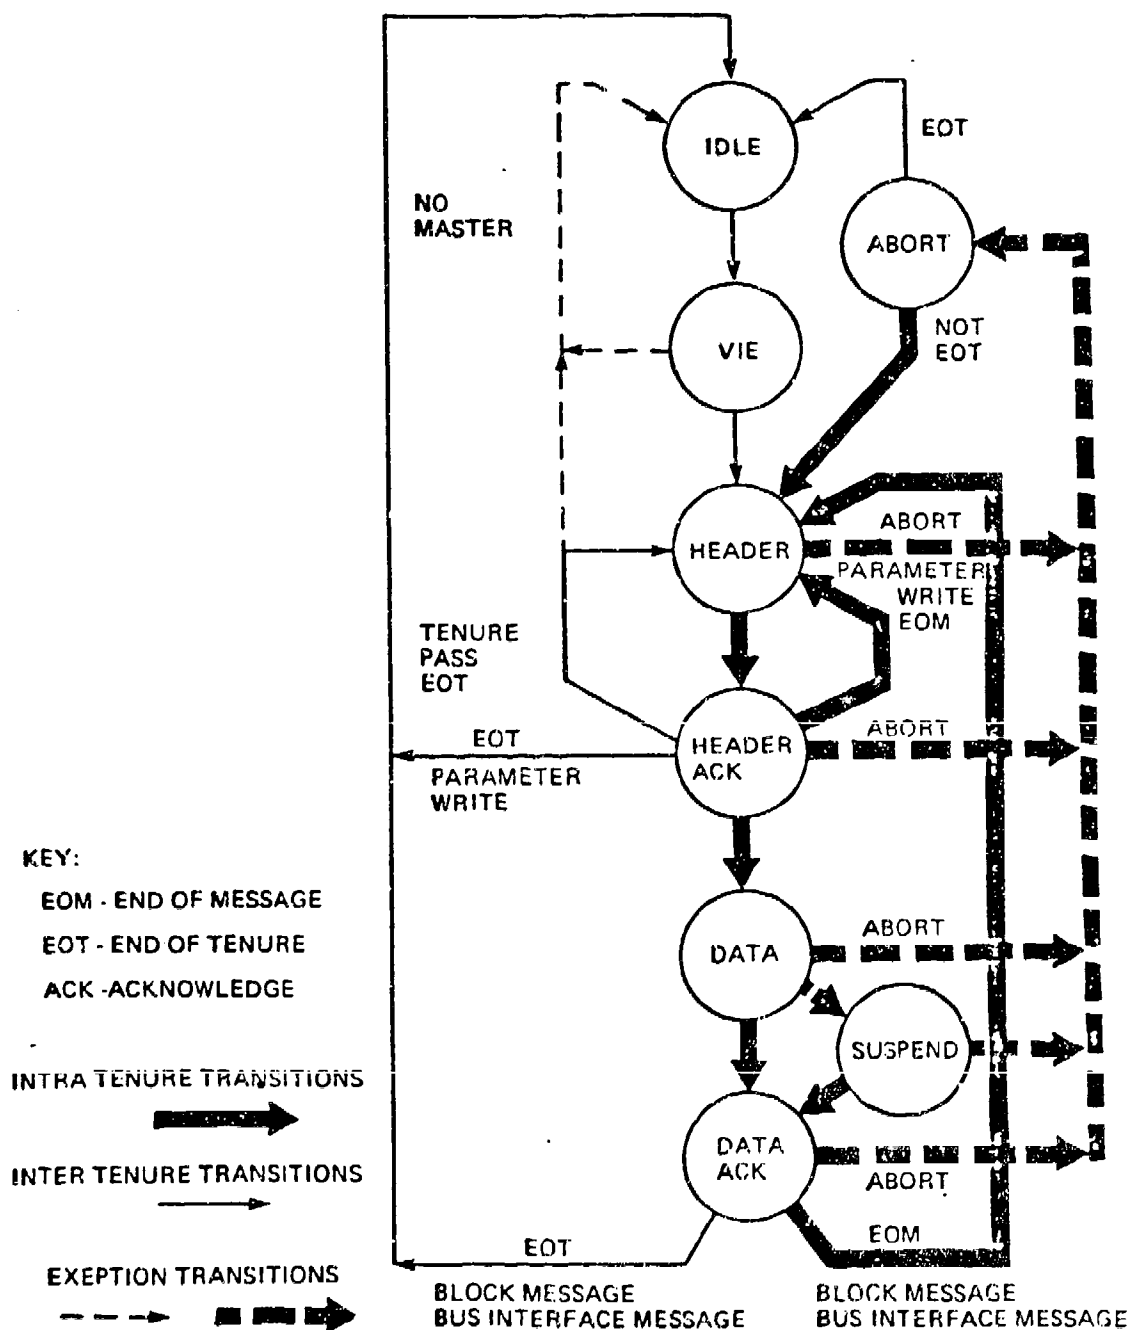 EOT
IDLE
NO
MASTER
ABORT
VIE
NOT
EOT
HEADER
ABORT
PARAMETER
WRITE
EOM
TENURE
PASS
EOT
EOT
PARAMETER
WRITE
HEADER
ACK
ABORT
KEY:
EOM - END OF MESSAGE
EOT - END OF TENURE
ACK -ACKNOWLEDGE
DATA
ABORT
SUSPEND
INTRA TENURE TRANSITIONS
INTER TENURE TRANSITIONS
DATA
ACK
ABORT
EOM
EOT
EXEPTION TRANSITIONS
BLOCK MESSAGE
BUS INTERFACE MESSAGE
BLOCK MESSAGE
BUS INTERFACE MESSAGE